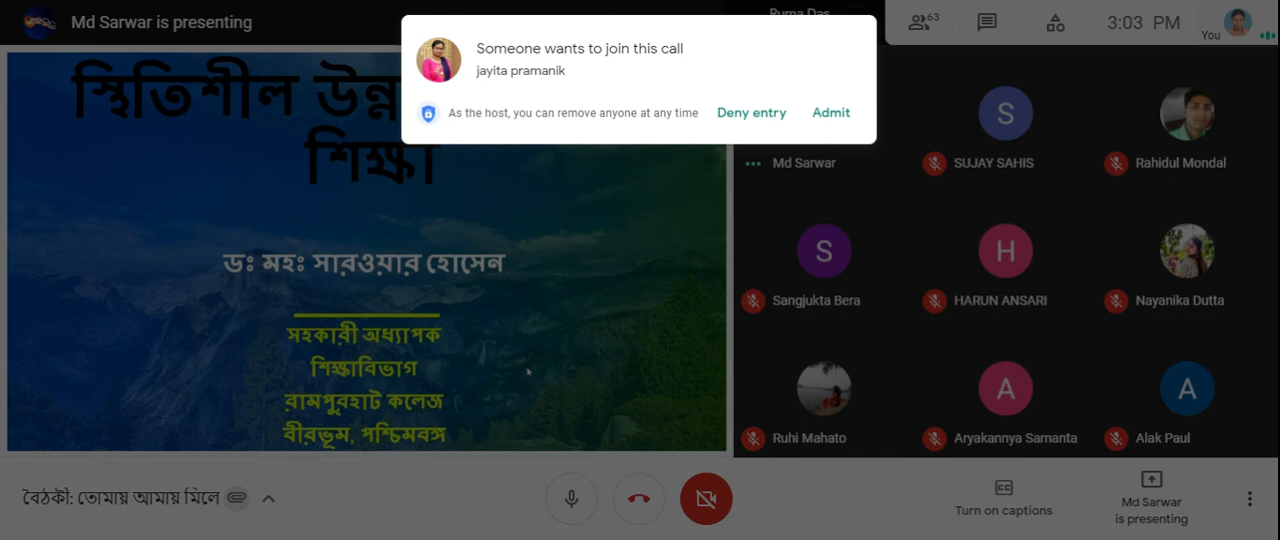 Md Sarwar is presenting
Ruma Das
63
3:03 PM
You
Someone wants to join this call
jayita pramanik
As the host, you can remove anyone at any time
Deny entry
Admit
স্থিতিশীল
শিক্ষা
ডঃ মহঃ সারওয়ার হোসেন
সহকারী অধ্যাপক
শিক্ষাবিভাগ
রামপুরহাট কলেজ
বীরভূম, পশ্চিমবঙ্গ
Md Sarwar
S
SUJAY SAHIS
Rahidul Mondal
S
Sangjukta Bera
H
HARUN ANSARI
Nayanika Dutta
Ruhi Mahato
A
Aryakannya Samanta
A
Alak Paul
বৈঠকী: তোমায় আমায় মিলে
CC
Turn on captions
Md Sarwar
is presenting